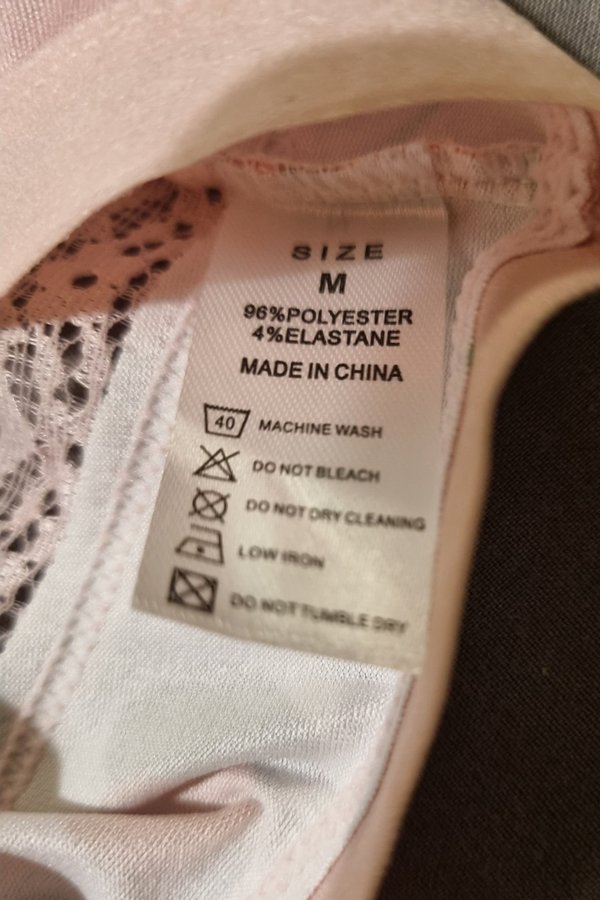 SIZE
M
96%POLYESTER
4%ELASTANE
MADE IN CHINA
40 MACHINE WASH
DO NOT BLEACH
DO NOT DRY CLEANING
LOW IRON
DO NOT TUMBLE DRY